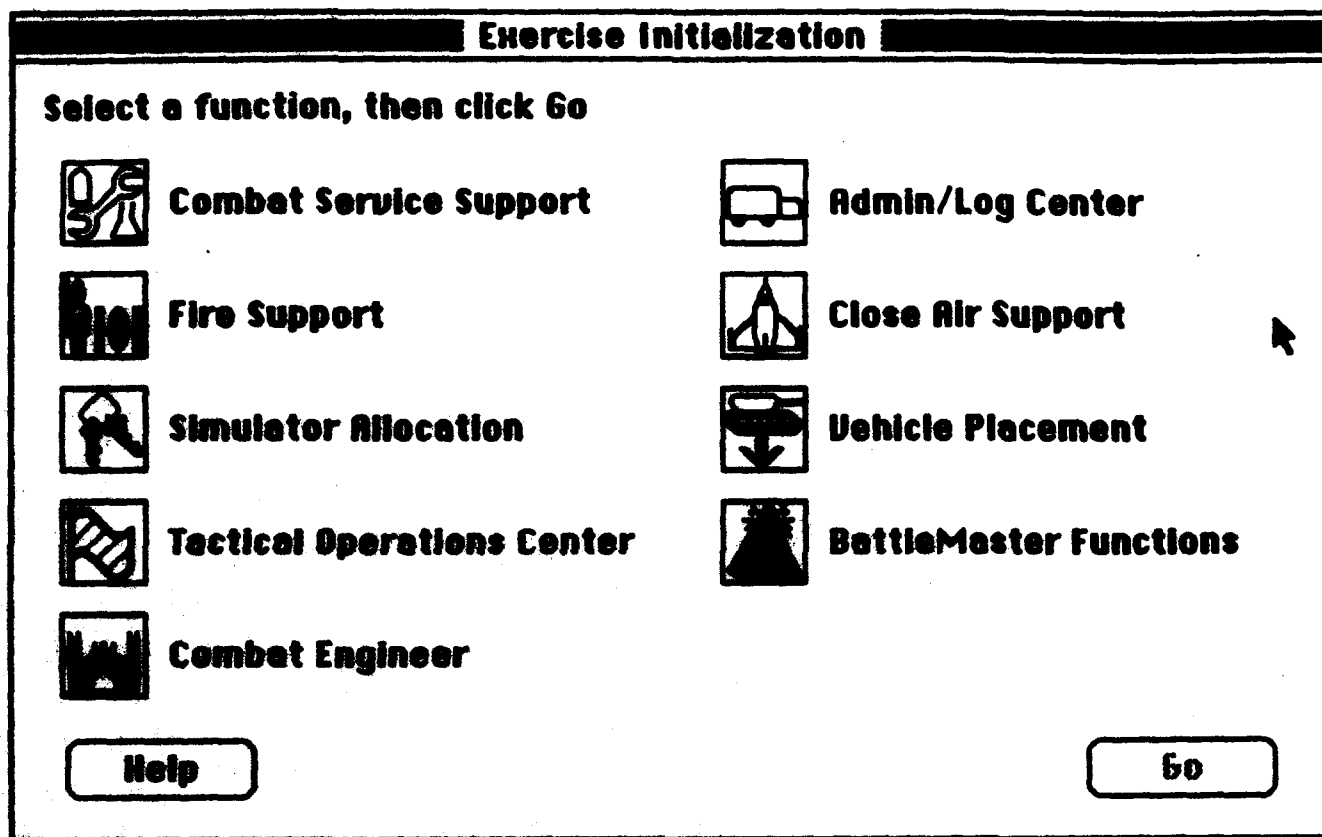 Exercise Initialization
Select a function, then click Go
Combat Service Support
Admin/Log Center
Fire Support
Close Air Support
Simulator Allocation
Vehicle Placement
Tactical Operations Center
BattleMaster Functions
Combat Engineer
Help
Go